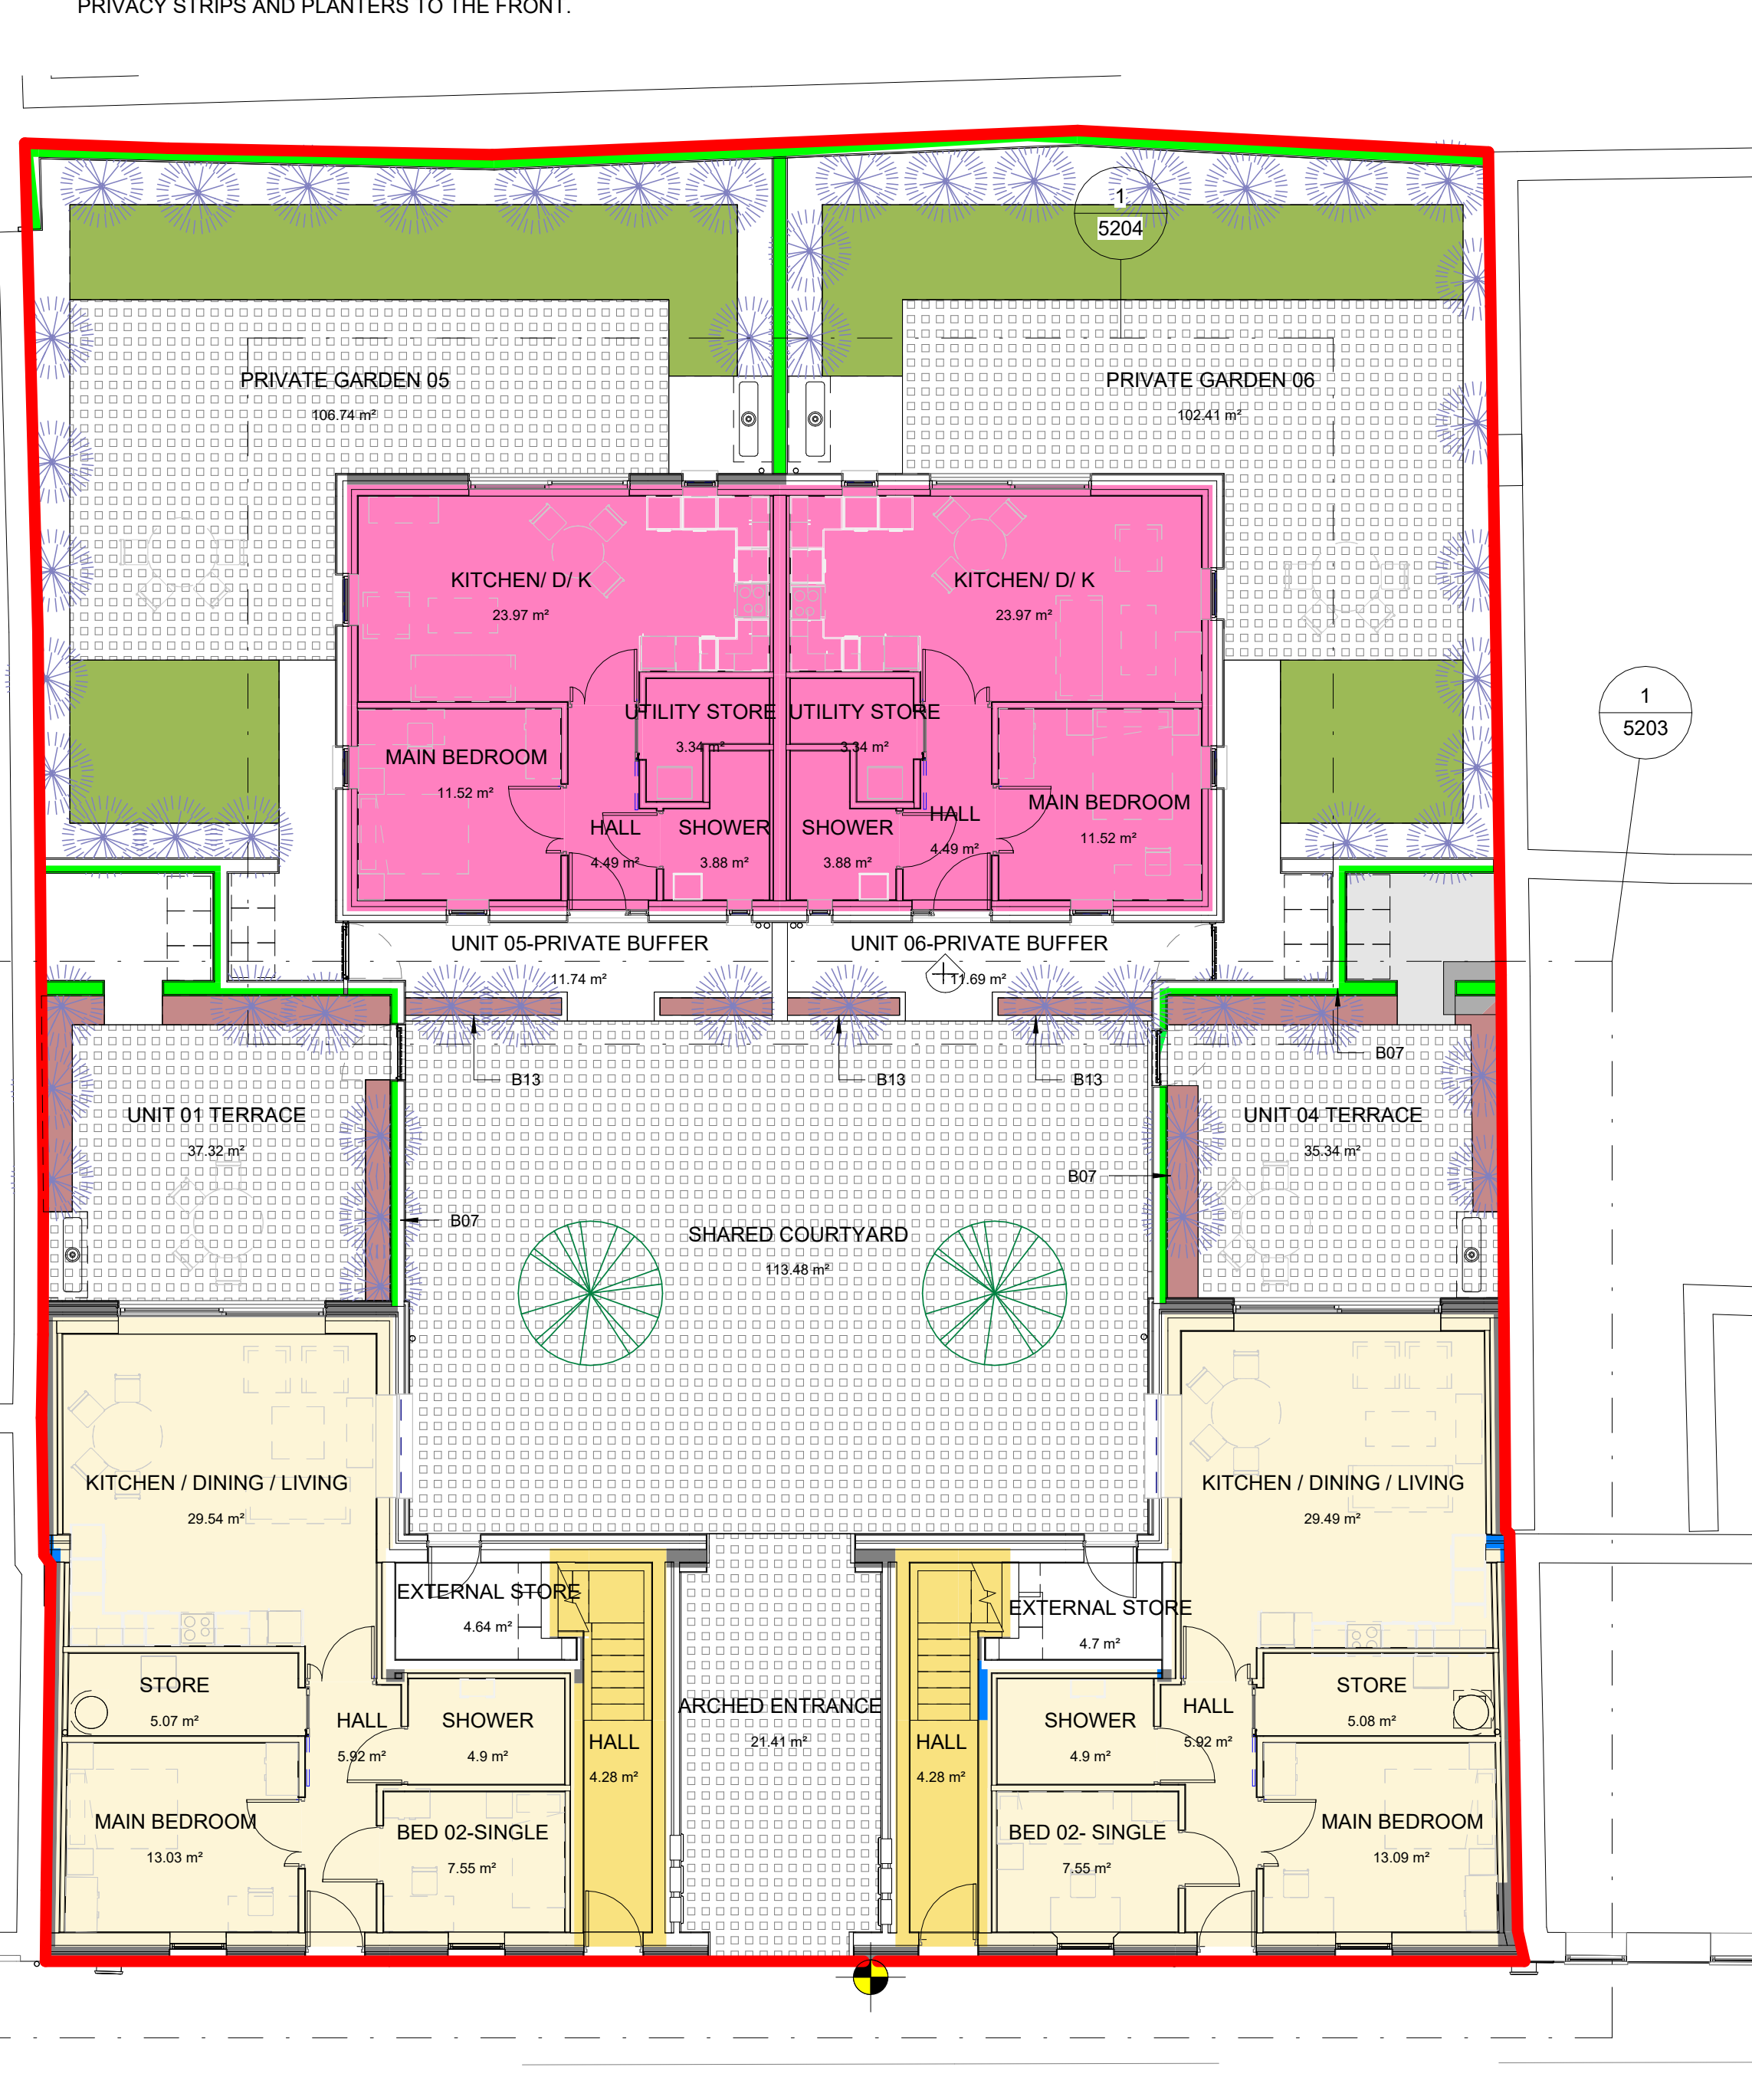 PRIVACY STRIPS AND PLANTERS TO THE FRONT.
1
5204
PRIVATE GARDEN 05
106.74 m²
PRIVATE GARDEN 06
102.41 m²
KITCHEN/ D/ K
23.97 m²
KITCHEN/ D/ K
23.97 m²
1
5203
UTILITY STORE
3.34 m²
UTILITY STORE
3.34 m²
MAIN BEDROOM
11.52 m²
MAIN BEDROOM
11.52 m²
HALL
4.49 m²
SHOWER
3.88 m²
SHOWER
3.88 m²
HALL
4.49 m²
UNIT 05-PRIVATE BUFFER
11.74 m²
UNIT 06-PRIVATE BUFFER
11.69 m²
B13
B13
B13
B07
UNIT 01 TERRACE
37.32 m²
UNIT 04 TERRACE
35.34 m²
B07
B07
SHARED COURTYARD
113.48 m²
KITCHEN / DINING / LIVING
29.54 m²
KITCHEN / DINING / LIVING
29.49 m²
EXTERNAL STORE
4.64 m²
EXTERNAL STORE
4.7 m²
STORE
5.07 m²
HALL
5.92 m²
SHOWER
4.9 m²
HALL
4.28 m²
ARCHED ENTRANCE
21.41 m²
HALL
4.28 m²
SHOWER
4.9 m²
HALL
5.92 m²
STORE
5.08 m²
MAIN BEDROOM
13.03 m²
BED 02-SINGLE
7.55 m²
BED 02- SINGLE
7.55 m²
MAIN BEDROOM
13.09 m²